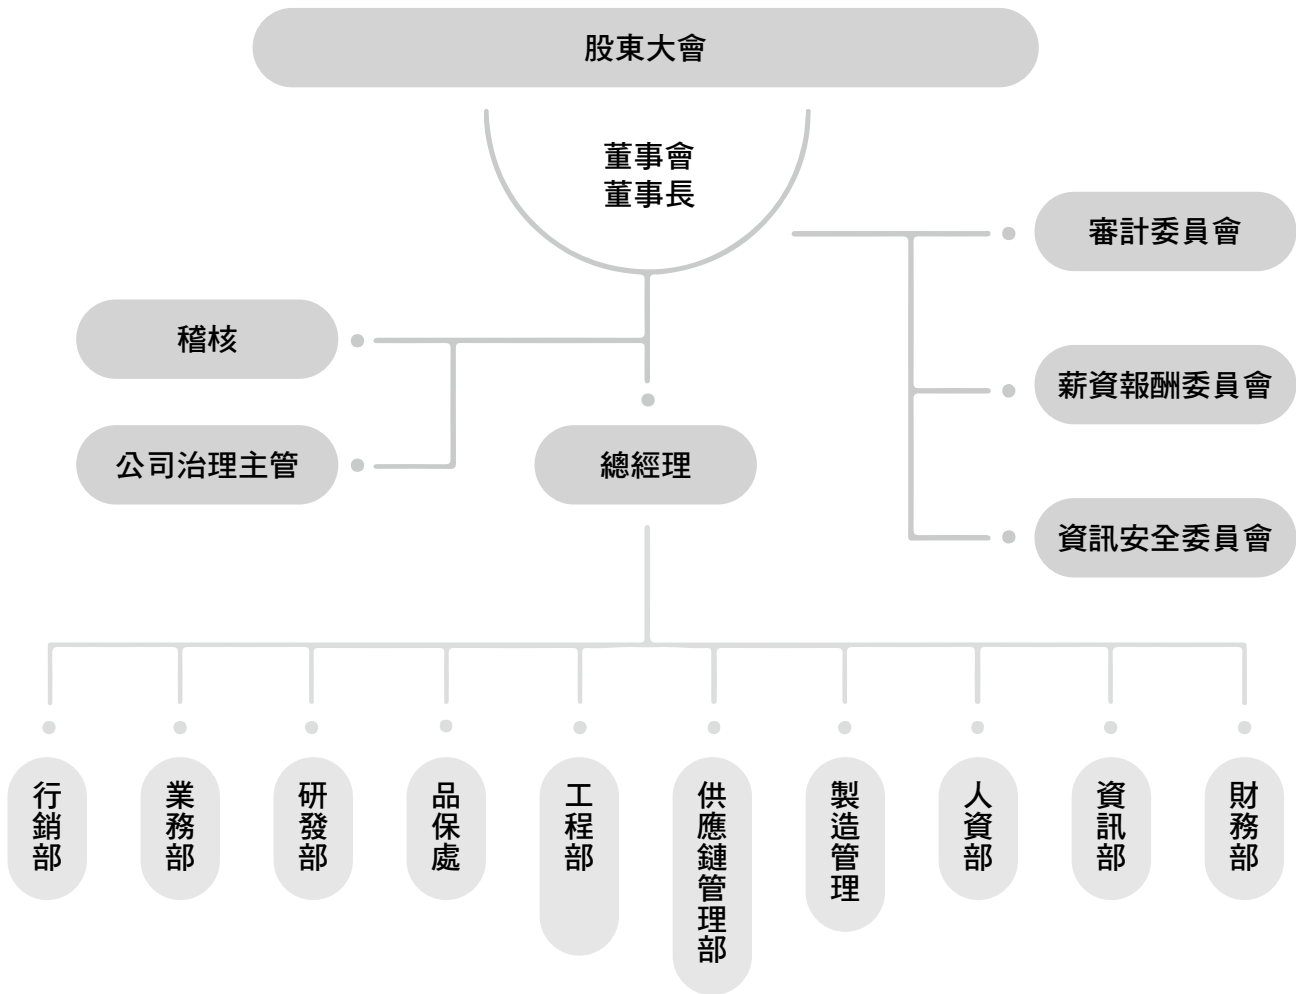 股東大會
董事會
董事長
審計委員會
稽核
薪資報酬委員會
公司治理主管
總經理
資訊安全委員會
行銷部
業務部
研發部
品保處
工程部
供應鏈管理部
製造管理
人資部
資訊部
財務部